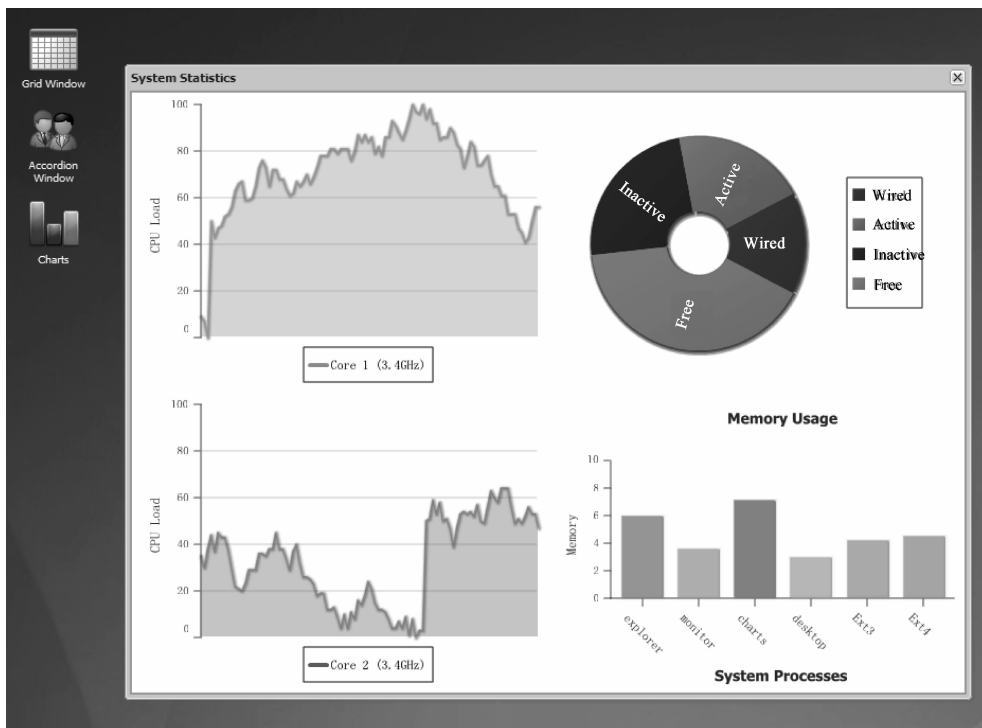 Grid Window
Accordion
Window
Charts
System Statistics
100
80
60
40
20
0
CPU Load
Core 1 (3.4GHz)
100
80
60
40
20
0
CPU Load
Core 2 (3.4GHz)
Inactive
Active
Wired
Free
Wired
Active
Inactive
Free
Memory Usage
10
8
6
4
2
0
Memory
explorer
monitor
charts
desktop
Ext3
Ext4
System Processes